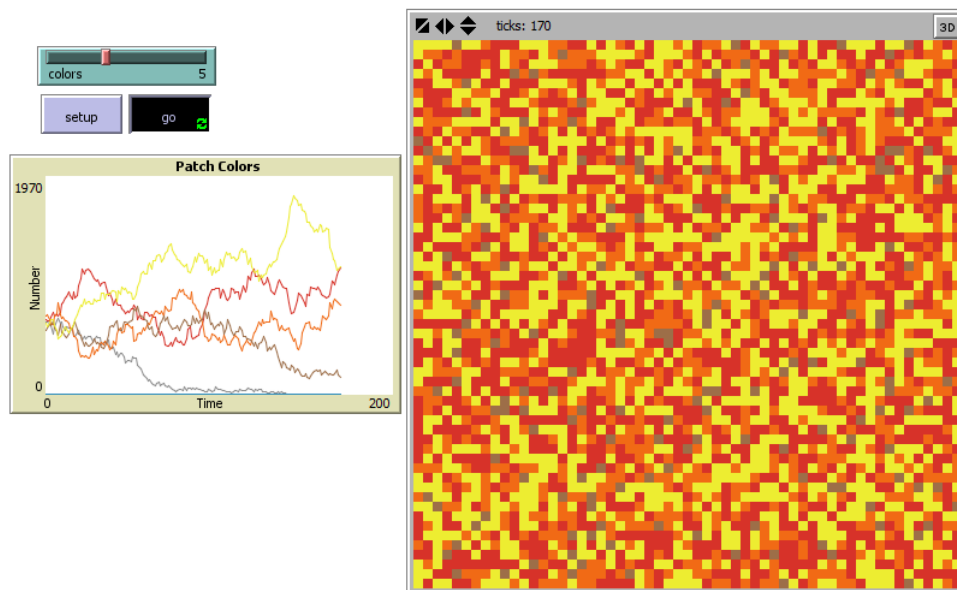 ticks: 170
3D
colors 5
setup
go
Patch Colors
1970
Number
0
0 Time 200